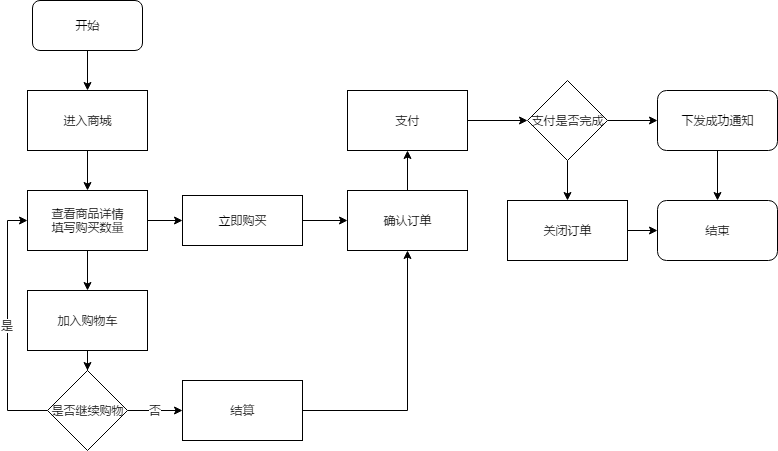 开始
进入商城
查看商品详情
填写购买数量
立即购买
确认订单
支付
支付是否完成
下发成功通知
关闭订单
结束
加入购物车
是
是否继续购物
否
结算